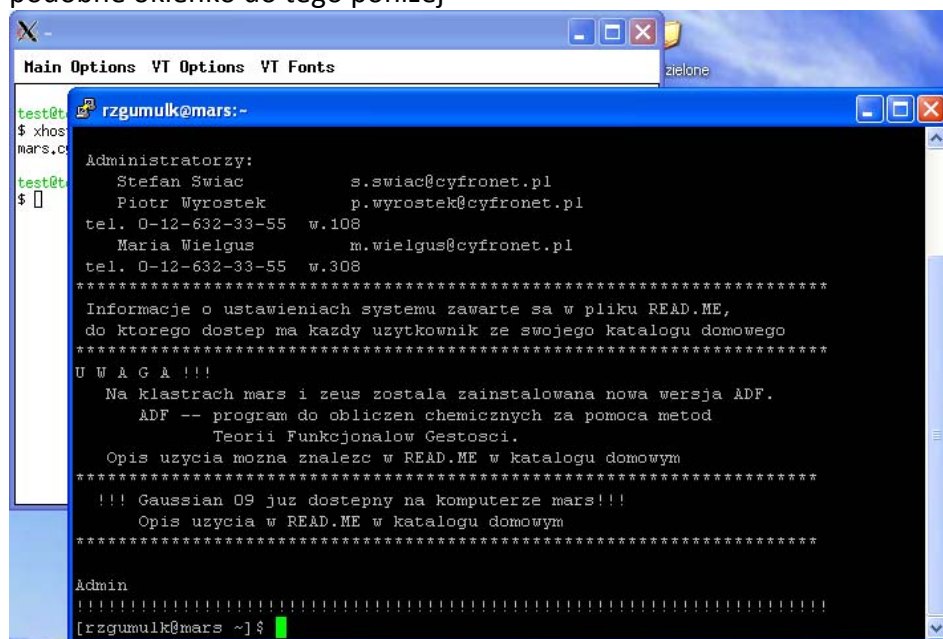 podobne okienko do tego poniżej
Main Options VT Options VT Fonts
zielone
test@t
$ xhos
mars.c
test@t
$
rzgumulk@mars:~
Administratorzy:
Stefan Swiac s.swiac@cyfronet.pl
Piotr Wyrostek p.wyrostek@cyfronet.pl
tel. 0-12-632-33-55 w.108
Maria Wielgus m.wielgus@cyfronet.pl
tel. 0-12-632-33-55 w.308
***********************************************************************
Informacje o ustawieniach systemu zawarte sa w pliku READ.ME,
do ktorego dostep ma kazdy uzytkownik ze swojego katalogu domowego
***********************************************************************
U W A G A !!!
Na klastrach mars i zeus zostala zainstalowana nowa wersja ADF.
ADF -- program do obliczen chemicznych za pomoca metod
Teorii Funkcjonalow Gestosci.
Opis uzycia mozna znalezc w READ.ME w katalogu domowym
**********************************************************************
!!! Gaussian 09 juz dostepny na komputerze mars!!!
Opis uzycia w READ.ME w katalogu domowym
**********************************************************************
Admin
!!!!!!!!!!!!!!!!!!!!!!!!!!!!!!!!!!!!!!!!!!!!!!!!!!!!!!!!!
[rzgumulk@mars ~]$